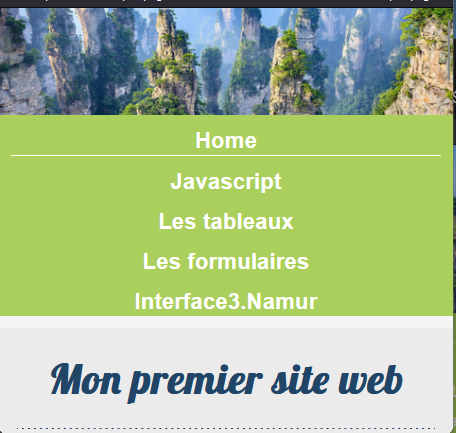 Home
Javascript
Les tableaux
Les formulaires
Interface3.Namur
Mon premier site web